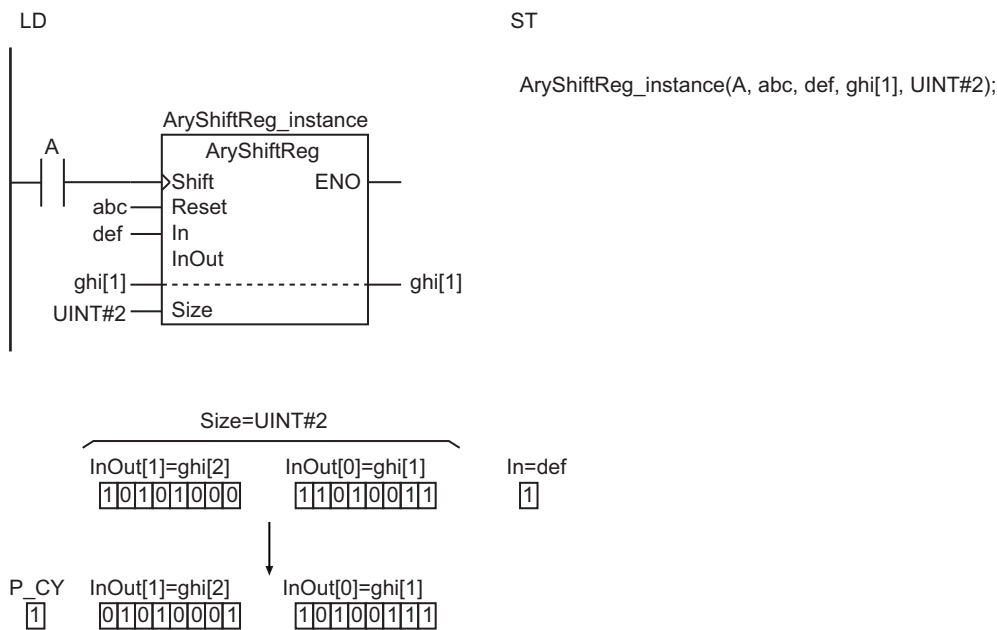 LD
ST
AryShiftReg_instance(A, abc, def, ghi[1], UINT#2);
AryShiftReg_instance
A
AryShiftReg
Shift ENO
abc Reset
def In
InOut
ghi[1] ghi[1]
UINT#2 Size
Size=UINT#2
InOut[1]=ghi[2] InOut[0]=ghi[1] In=def
10101000 11010011 1
P_CY InOut[1]=ghi[2] InOut[0]=ghi[1]
1 01010001 10100111